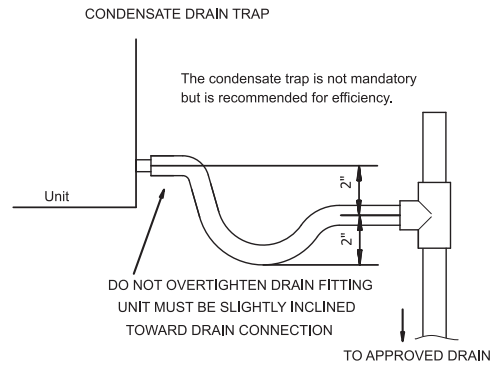 CONDENSATE DRAIN TRAP
The condensate trap is not mandatory
but is recommended for efficiency.
Unit
2"
2"
DO NOT OVERTIGHTEN DRAIN FITTING
UNIT MUST BE SLIGHTLY INCLINED
TOWARD DRAIN CONNECTION
TO APPROVED DRAIN